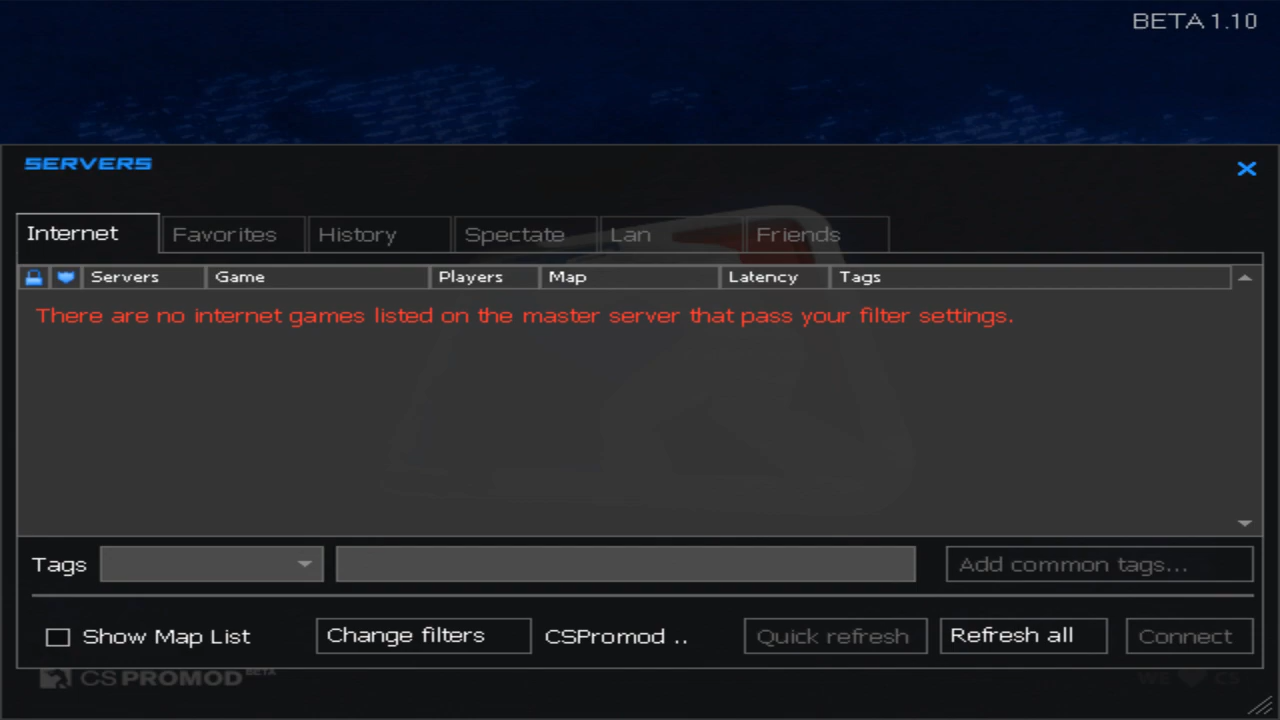 BETA 1.10
SERVERS
Internet Favorites History Spectate Lan Friends
Servers Game Players Map Latency Tags
There are no internet games listed on the master server that pass your filter settings.
Tags Add common tags...
Show Map List Change filters CSPromod .. Quick refresh Refresh all Connect
CSPROMOD BETA WE CS